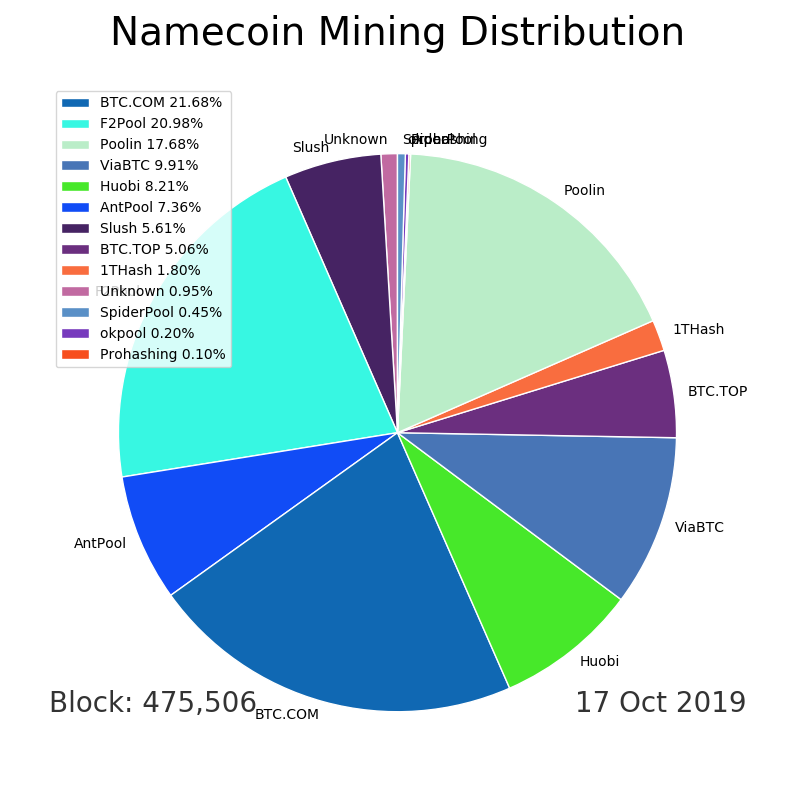 Namecoin Mining Distribution
BTC.COM 21.68%
F2Pool 20.98%
Poolin 17.68%
ViaBTC 9.91%
Huobi 8.21%
AntPool 7.36%
Slush 5.61%
BTC.TOP 5.06%
1THash 1.80%
Unknown 0.95%
SpiderPool 0.45%
okpool 0.20%
Prohashing 0.10%
Unknown
Slush
Poolin
1THash
BTC.TOP
ViaBTC
AntPool
Huobi
BTC.COM
Block: 475,506
17 Oct 2019